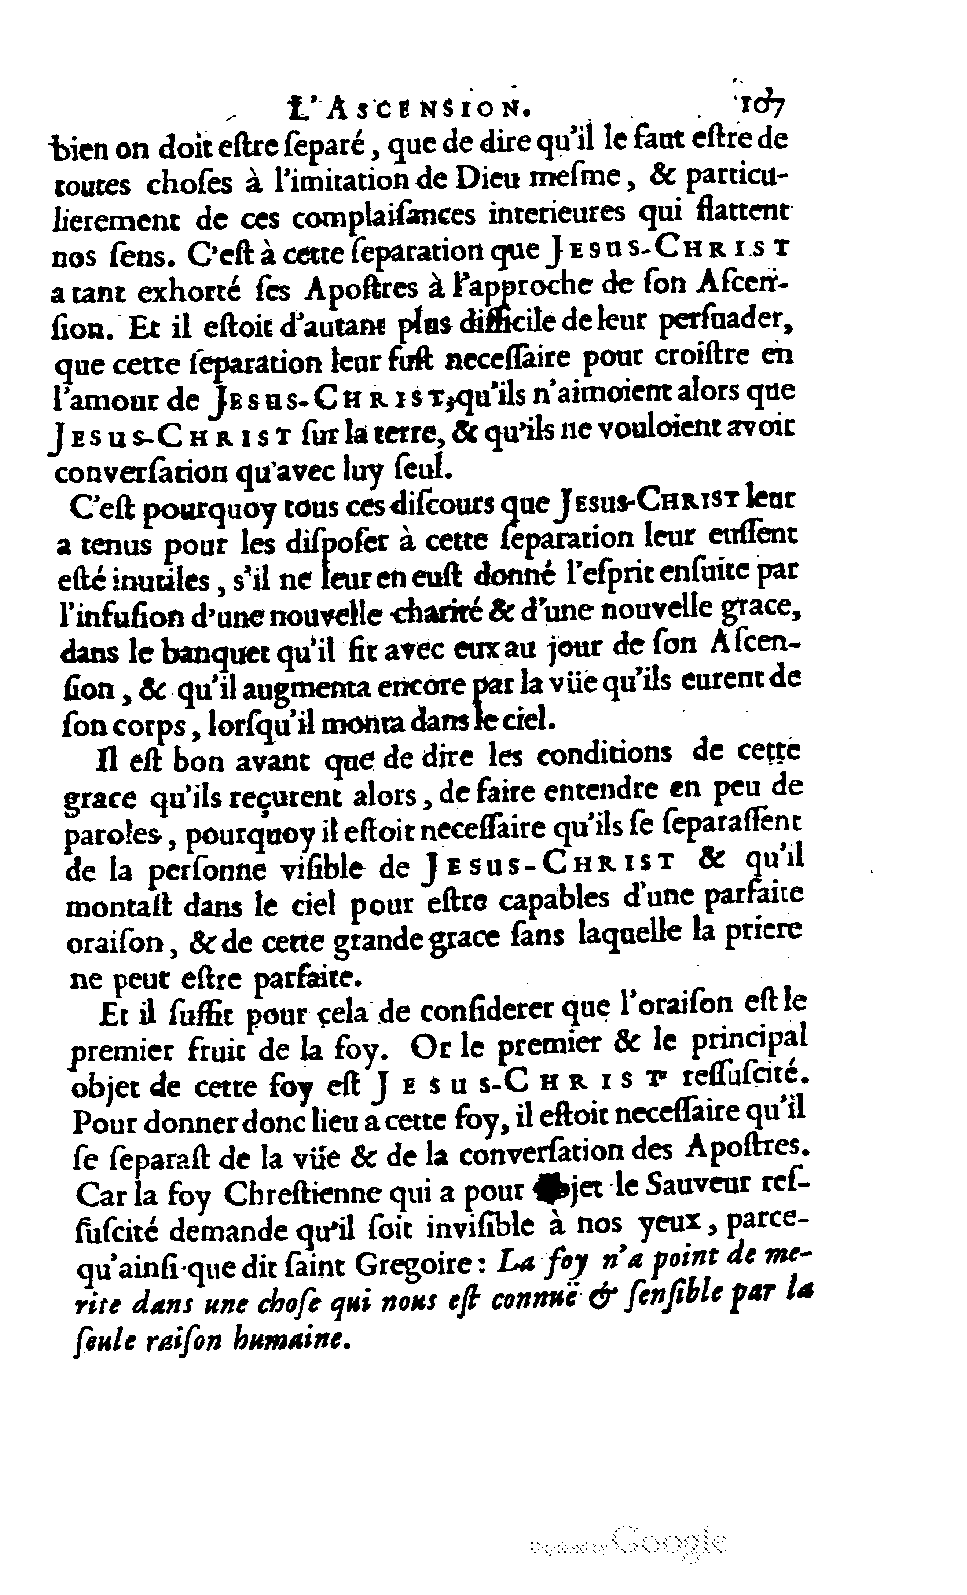 L'ASCENSION. 107
bien on doit eſtre ſeparé, que de dire qu'il le faut eſtre de
toutes choſes à l'imitation de Dieu meſme, & particu-
lierement de ces complaiſances interieures qui flattent
nos ſens. C'eſt à cette ſeparation que JESUS-CHRIST
a tant exhorté ſes Apoſtres à l'approche de ſon Aſcen-
ſion. Et il eſtoit d'autant plus difficile de leur perſuader,
que cette ſeparation leur fuſt neceſſaire pour croiſtre en
l'amour de JESUS-CHRIST, qu'ils n'aimoient alors que
JESUS-CHRIST ſur la terre, & qu'ils ne vouloient avoir
converſation qu'avec luy ſeul.
C'eſt pourquoy tous ces diſcours que JESUS-CHRIST leur
a tenus pour les diſpoſer à cette ſeparation leur euſſent
eſté inutiles, s'il ne leur en euſt donné l'eſprit enſuite par
l'infuſion d'une nouvelle charité & d'une nouvelle grace,
dans le banquet qu'il fit avec eux au jour de ſon Aſcen-
ſion, & qu'il augmenta encore par la vüe qu'ils eurent de
ſon corps, lorſqu'il monta dans le ciel.
Il eſt bon avant que de dire les conditions de cette
grace qu'ils reçurent alors, de faire entendre en peu de
paroles, pourquoy il eſtoit neceſſaire qu'ils ſe ſeparaſſent
de la perſonne viſible de JESUS-CHRIST & qu'il
montaſt dans le ciel pour eſtre capables d'une parfaite
oraiſon, & de cette grande grace ſans laquelle la priere
ne peut eſtre parfaite.
Et il ſuffit pour cela de conſiderer que l'oraiſon eſt le
premier fruit de la foy. Or le premier & le principal
objet de cette foy eſt JESUS-CHRIST reſſuſcité.
Pour donner donc lieu a cette foy, il eſtoit neceſſaire qu'il
ſe ſeparaſt de la vüe & de la converſation des Apoſtres.
Car la foy Chreſtienne qui a pour objet le Sauveur reſ-
ſuſcité demande qu'il ſoit inviſible à nos yeux, parce-
qu'ainſi que dit ſaint Gregoire: La foy n'a point de me-
rite dans une choſe qui nous eſt connuë & ſenſible par la
ſeule raiſon humaine.
Digitized by Google